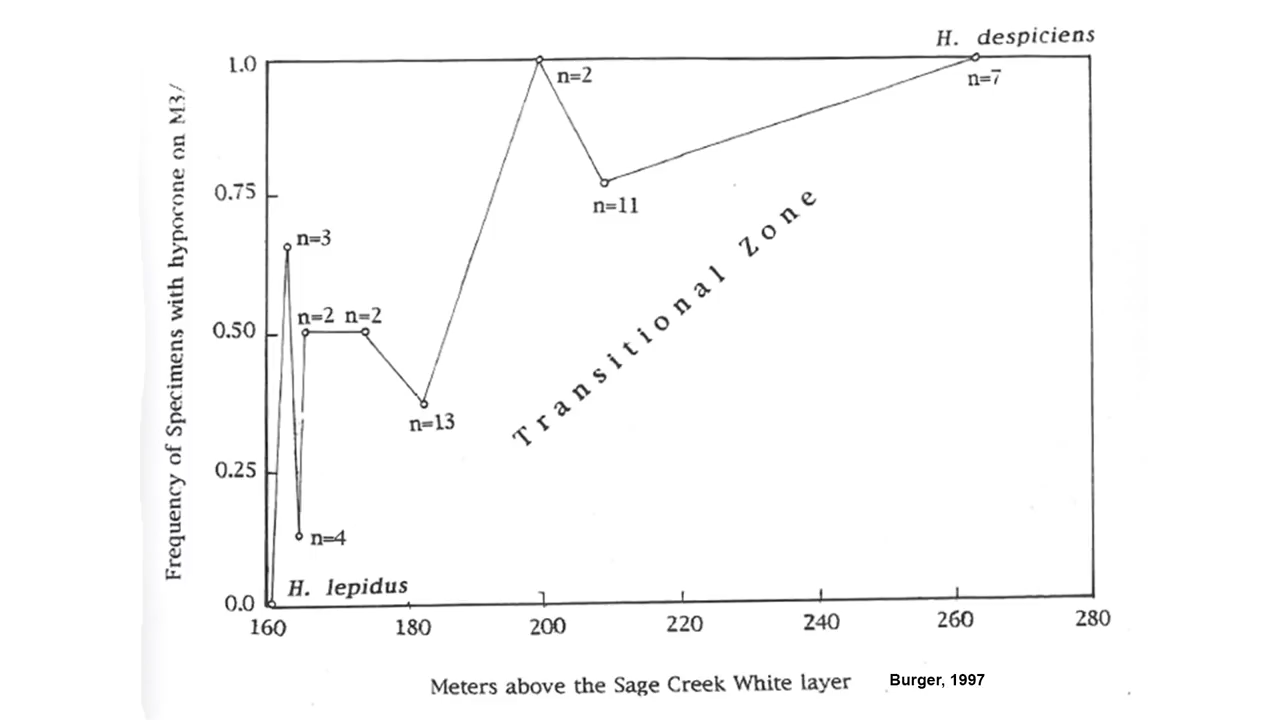 H. despiciens
1.0
n=2
n=7
Frequency of Specimens with hypocone on M3/
0.75
n=11
n=3
Transitional Zone
n=2 n=2
0.50
n=13
0.25
n=4
H. lepidus
0.0
160 180 200 220 240 260 280
Meters above the Sage Creek White layer
Burger, 1997